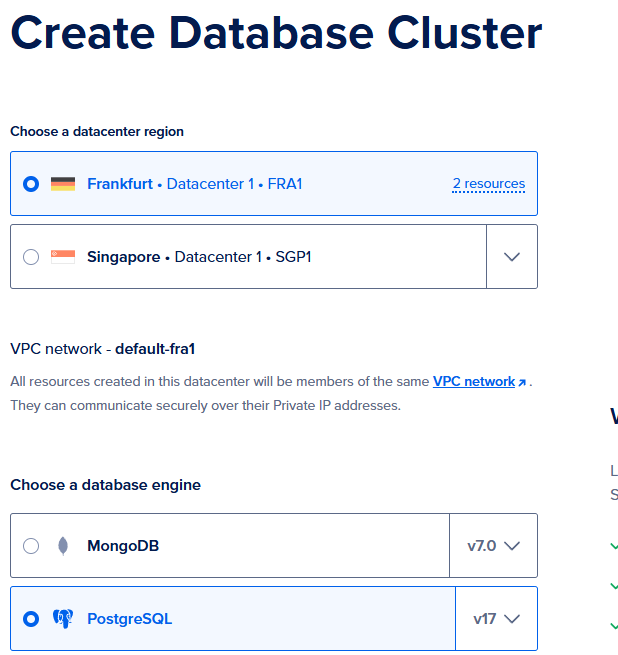 Create Database Cluster
Choose a datacenter region
Frankfurt • Datacenter 1 • FRA1 2 resources
Singapore • Datacenter 1 • SGP1
VPC network - default-fra1
All resources created in this datacenter will be members of the same VPC network.
They can communicate securely over their Private IP addresses.
Choose a database engine
MongoDB v7.0
PostgreSQL v17